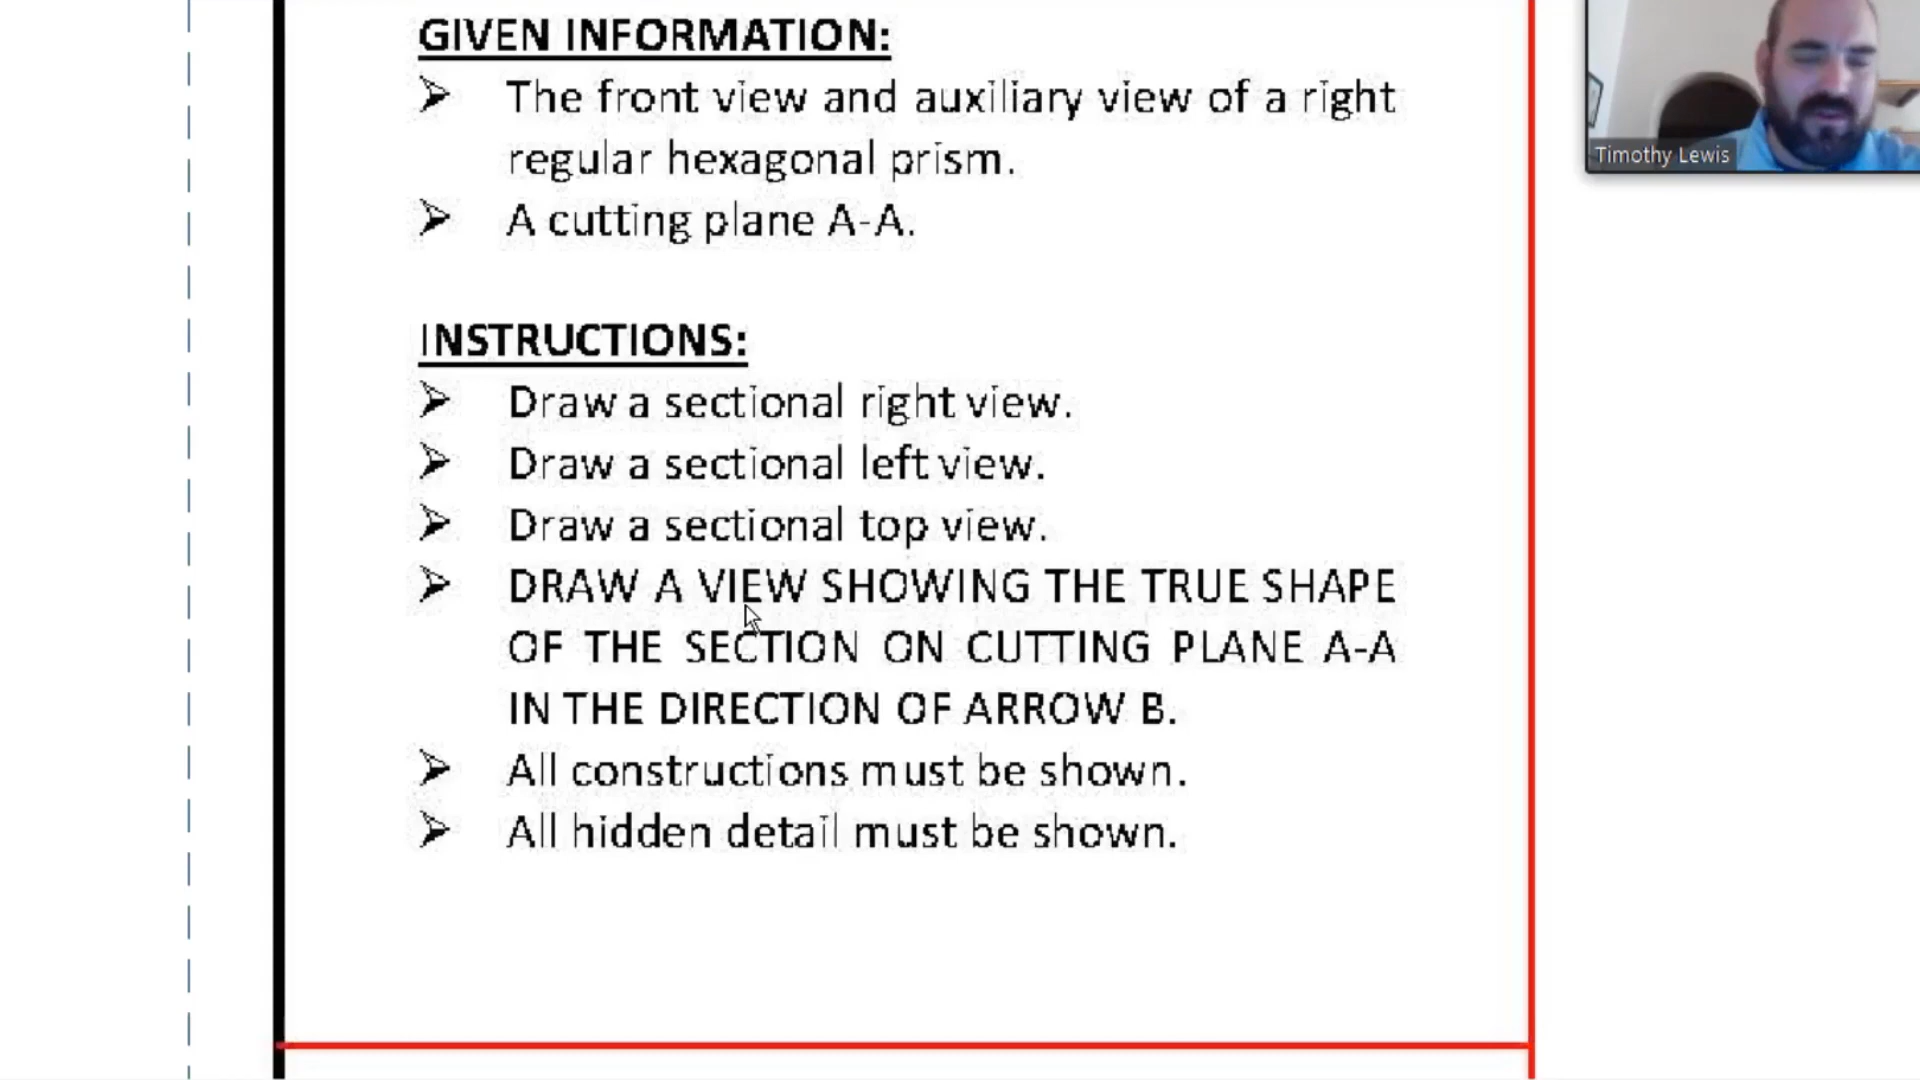 GIVEN INFORMATION:
➢ The front view and auxiliary view of a right
regular hexagonal prism.
➢ A cutting plane A-A.
INSTRUCTIONS:
➢ Draw a sectional right view.
➢ Draw a sectional left view.
➢ Draw a sectional top view.
➢ DRAW A VIEW SHOWING THE TRUE SHAPE
OF THE SECTION ON CUTTING PLANE A-A
IN THE DIRECTION OF ARROW B.
➢ All constructions must be shown.
➢ All hidden detail must be shown.
Timothy Lewis